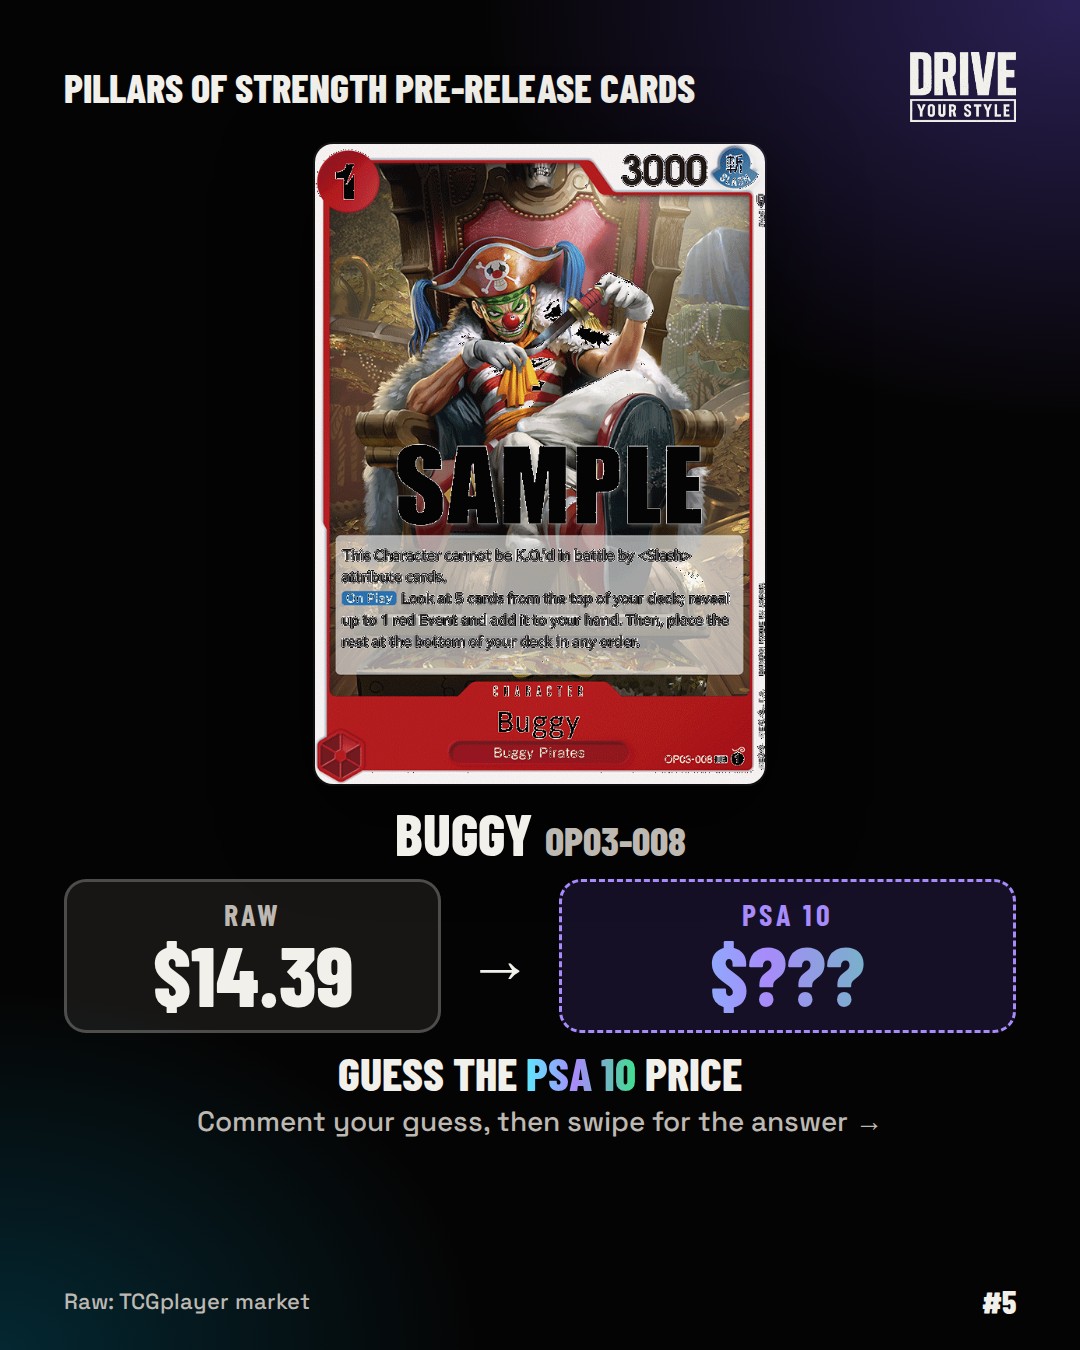 PILLARS OF STRENGTH PRE-RELEASE CARDS
DRIVE
YOUR STYLE
1
3000
SLASH
SAMPLE
This Character cannot be K.O.'d in battle by <Slash>
attribute cards.
On Play Look at 5 cards from the top of your deck; reveal
up to 1 red Event and add it to your hand. Then, place the
rest at the bottom of your deck in any order.
CHARACTER
Buggy
Buggy Pirates
OP03-008
BUGGY OP03-008
RAW
$14.39
→
PSA 10
$???
GUESS THE PSA 10 PRICE
Comment your guess, then swipe for the answer →
Raw: TCGplayer market
#5